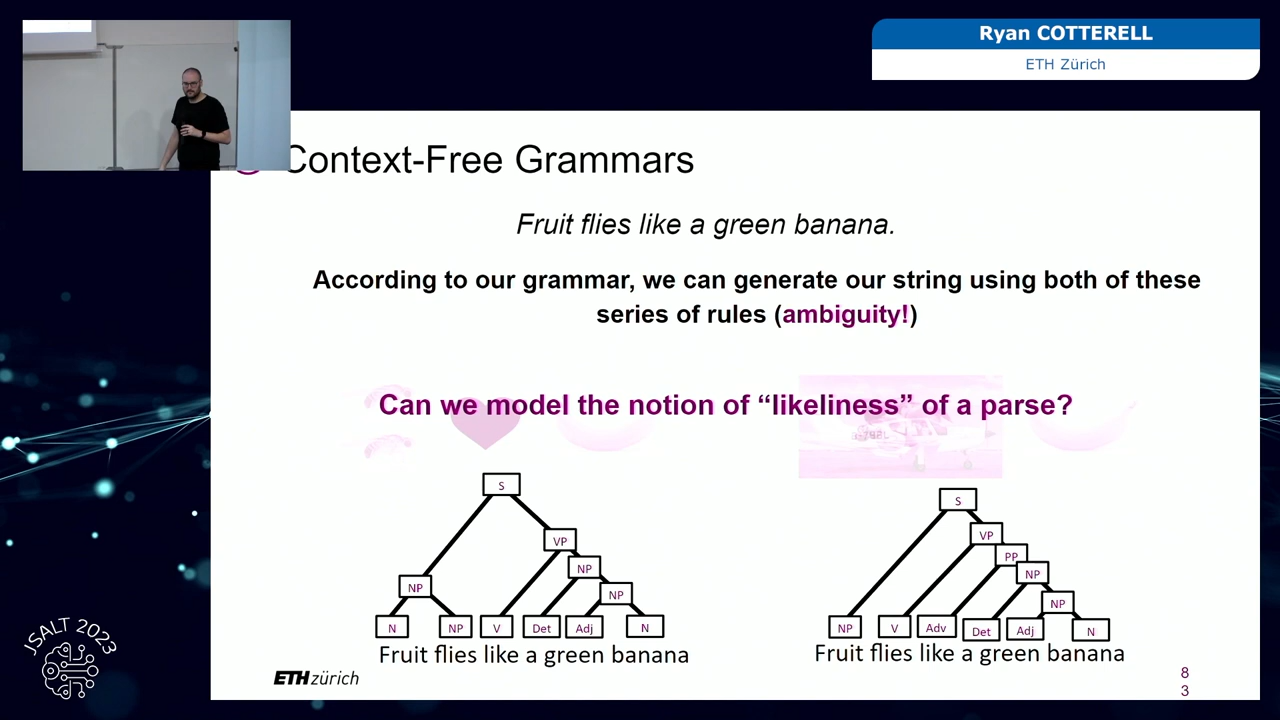 Ryan COTTERELL
ETH Zürich
Context-Free Grammars
Fruit flies like a green banana.
According to our grammar, we can generate our string using both of these
series of rules (ambiguity!)
Can we model the notion of “likeliness” of a parse?
S
VP
NP
NP
NP
N
NP
V
Det
Adj
N
Fruit flies like a green banana
S
VP
PP
NP
NP
NP
V
Adv
Det
Adj
N
Fruit flies like a green banana
JSALT 2023
ETH zürich
8
3